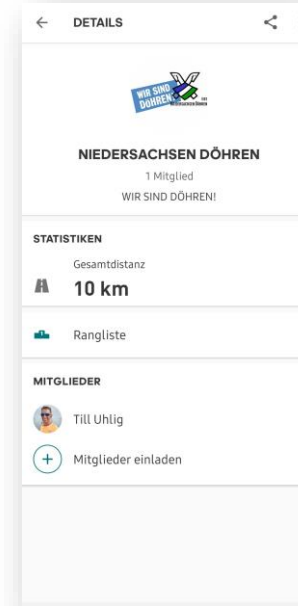 DETAILS
WIR SIND
DÖHREN!
NIEDERSACHSEN DÖHREN
1 Mitglied
WIR SIND DÖHREN!
STATISTIKEN
Gesamtdistanz
10 km
Rangliste
MITGLIEDER
Till Uhlig
Mitglieder einladen